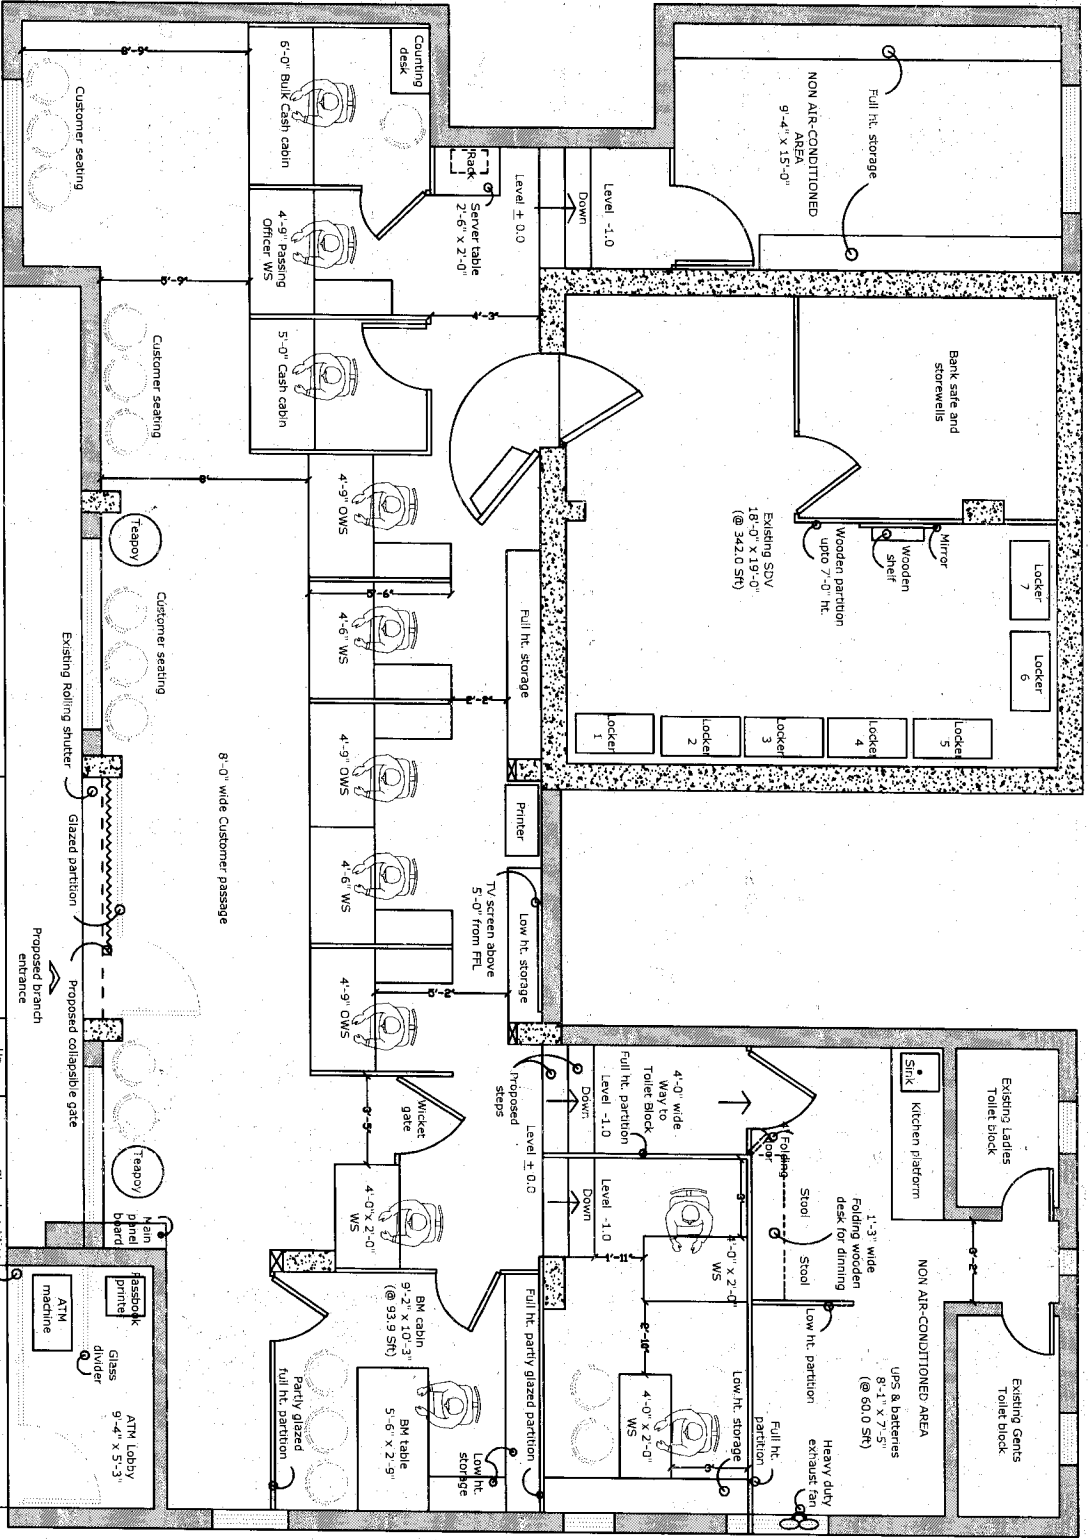 Existing Ladies
Toilet block
Existing Gents
Toilet block
Sink
Kitchen platform
NON AIR-CONDITIONED AREA
6'-2"
UPS & batteries
8'-1" x 7'-5"
(@ 60.0 Sft)
Heavy duty
exhaust fan
1'-3" wide
Folding wooden
desk for dinning
Stool
Stool
Folding
door
Low ht. partition
Full ht.
partition
4'-0" wide
Way to
Toilet Block
Full ht. partition
Level -1.0
Down
Level -1.0
Down
4'-0" x 2'-0"
WS
1'-11"
2'-10"
4'-0" x 2'-0"
WS
3'
3'
Low ht. storage
Full ht. partly glazed partition
Proposed
steps
Level ± 0.0
Wicket
gate
3'-5"
4'-0" x 2'-0"
WS
BM cabin
9'-2" x 10'-3"
(@ 93.9 Sft)
BM table
5'-6" x 2'-9"
Low ht.
storage
Partly glazed
full ht. partition
Main
panel
board
Passbook
printer
ATM
machine
Glass
divider
ATM Lobby
9'-4" x 5'-3"
Locker
7
Locker
6
Locker
5
Locker
4
Locker
3
Locker
2
Locker
1
Bank safe and
storewells
Mirror
Wooden
shelf
Wooden partition
upto 7'-0" ht.
Existing SDV
18'-0" x 19'-0"
(@ 342.0 Sft)
Full ht. storage
NON AIR-CONDITIONED
AREA
9'-4" x 15'-0"
Level -1.0
Down
Level ± 0.0
Rack
Server table
2'-6" x 2'-0"
4'-3"
Counting
desk
6'-0" Bulk Cash cabin
4'-9" Passing
Officer WS
5'-0" Cash cabin
Full ht. storage
Printer
Low ht. storage
TV screen above
5'-0" from FFL
2'-2"
5'-2"
5'-6"
4'-9" OWS
4'-6" WS
4'-9" OWS
4'-6" WS
4'-9" OWS
8'-9"
5'-9"
8'
8'-0" wide Customer passage
Customer seating
Customer seating
Customer seating
Teapoy
Teapoy
Existing Rolling shutter
Glazed partition
Proposed collapsible gate
Proposed branch
entrance